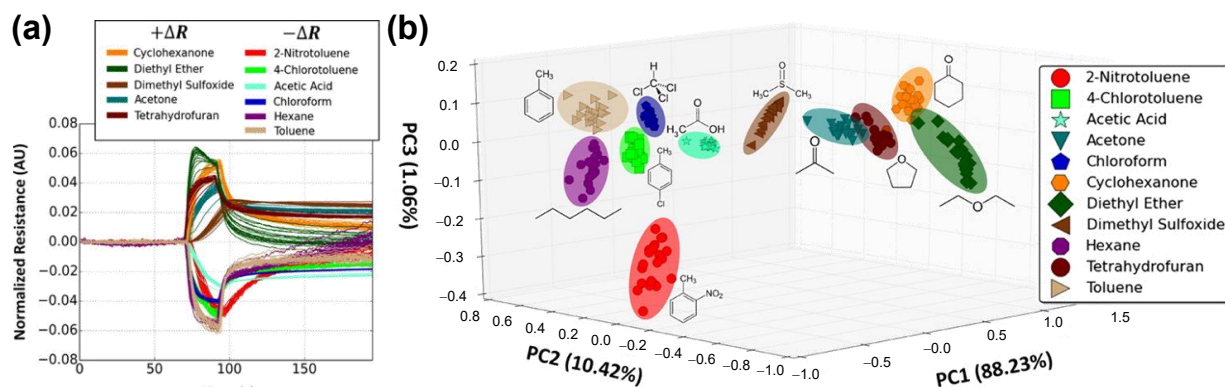 (a)
+ΔR
−ΔR
Cyclohexanone
Diethyl Ether
Dimethyl Sulfoxide
Acetone
Tetrahydrofuran
2-Nitrotoluene
4-Chlorotoluene
Acetic Acid
Chloroform
Hexane
Toluene
Normalized Resistance (AU)
0.08
0.06
0.04
0.02
0.00
−0.02
−0.04
−0.06
−0.08
0
50
100
150
(b)
PC3 (1.06%)
0.2
0.1
0.0
−0.1
−0.2
−0.3
−0.4
0.8
0.6
0.4
0.2
0.0
−0.2
−0.4
−0.6
−0.8
−1.0
PC2 (10.42%)
−1.0
−0.5
−0.0
0.5
1.0
1.5
PC1 (88.23%)
CH₃
H
Cl
Cl
Cl
O
H₃C
OH
CH₃
Cl
O
H₃C
S
CH₃
O
O
O
O
CH₃
NO₂
2-Nitrotoluene
4-Chlorotoluene
Acetic Acid
Acetone
Chloroform
Cyclohexanone
Diethyl Ether
Dimethyl Sulfoxide
Hexane
Tetrahydrofuran
Toluene